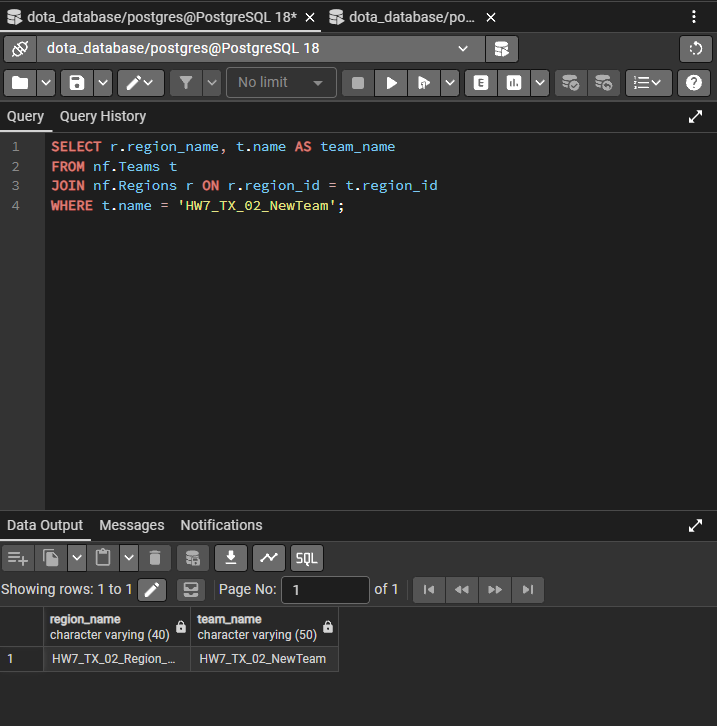 dota_database/postgres@PostgreSQL 18* dota_database/po...
dota_database/postgres@PostgreSQL 18
No limit E
Query Query History
1 SELECT r.region_name, t.name AS team_name
2 FROM nf.Teams t
3 JOIN nf.Regions r ON r.region_id = t.region_id
4 WHERE t.name = 'HW7_TX_02_NewTeam';
Data Output Messages Notifications
SQL
Showing rows: 1 to 1 Page No: 1 of 1
region_name team_name
character varying (40) character varying (50)
1 HW7_TX_02_Region_... HW7_TX_02_NewTeam